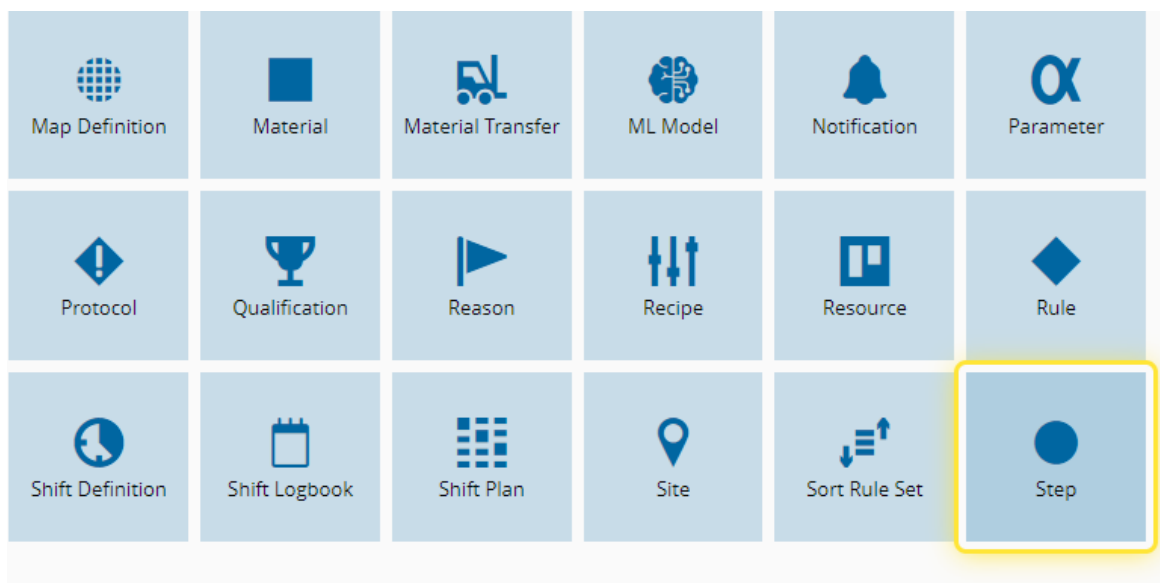 Map Definition
Material
Material Transfer
ML Model
Notification
Parameter
Protocol
Qualification
Reason
Recipe
Resource
Rule
Shift Definition
Shift Logbook
Shift Plan
Site
Sort Rule Set
Step